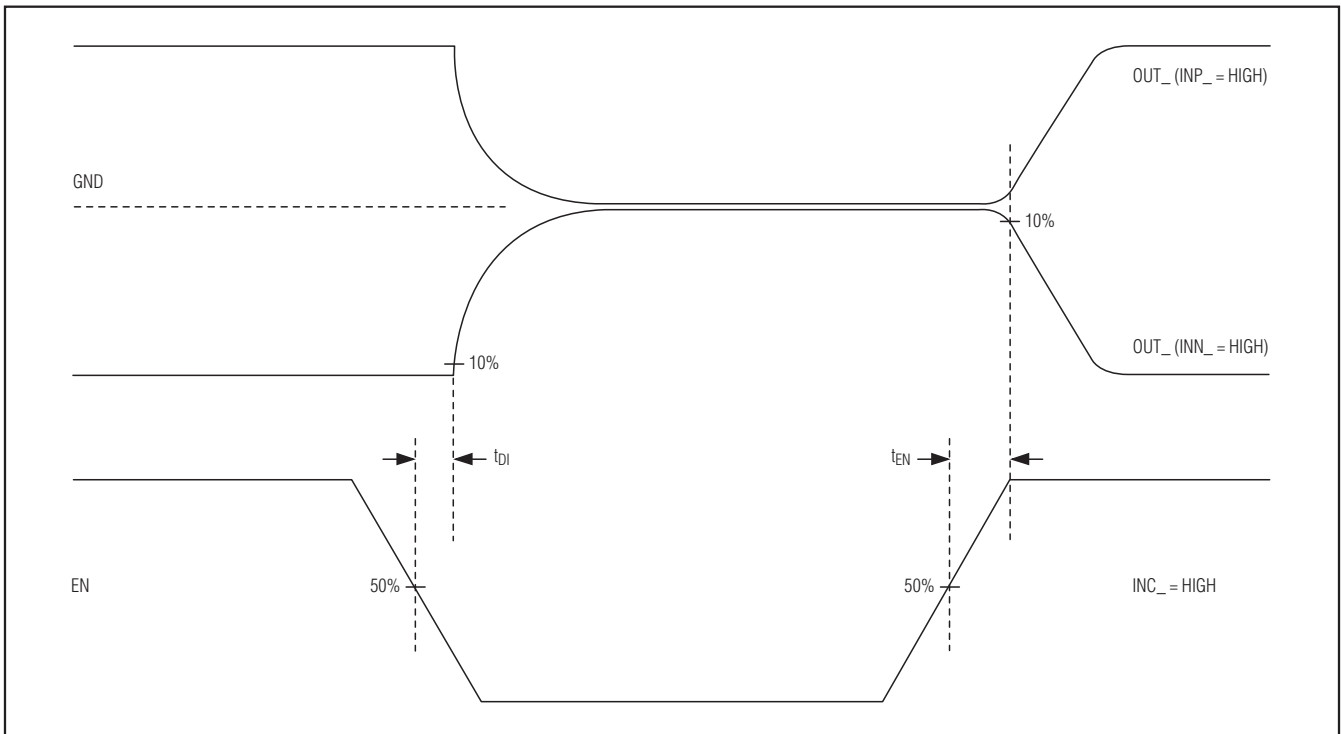 OUT_ (INP_ = HIGH)
GND
10%
OUT_ (INN_ = HIGH)
10%
tDI
tEN
EN
50%
50%
INC_ = HIGH